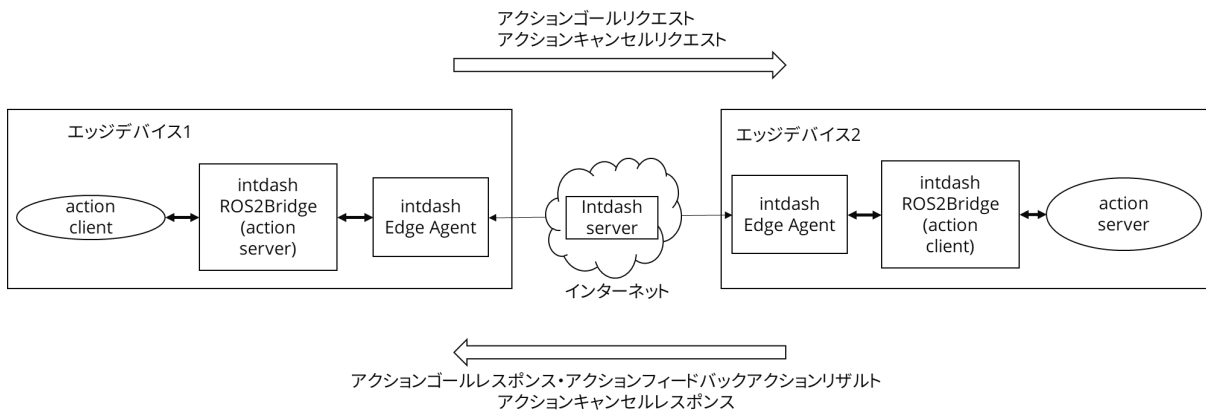 アクションゴールリクエスト
アクションキャンセルリクエスト
エッジデバイス1
action
client
intdash
ROS2Bridge
(action
server)
intdash
Edge Agent
Intdash
server
インターネット
エッジデバイス2
intdash
Edge Agent
intdash
ROS2Bridge
(action
client)
action
server
アクションゴールレスポンス・アクションフィードバックアクションリザルト
アクションキャンセルレスポンス